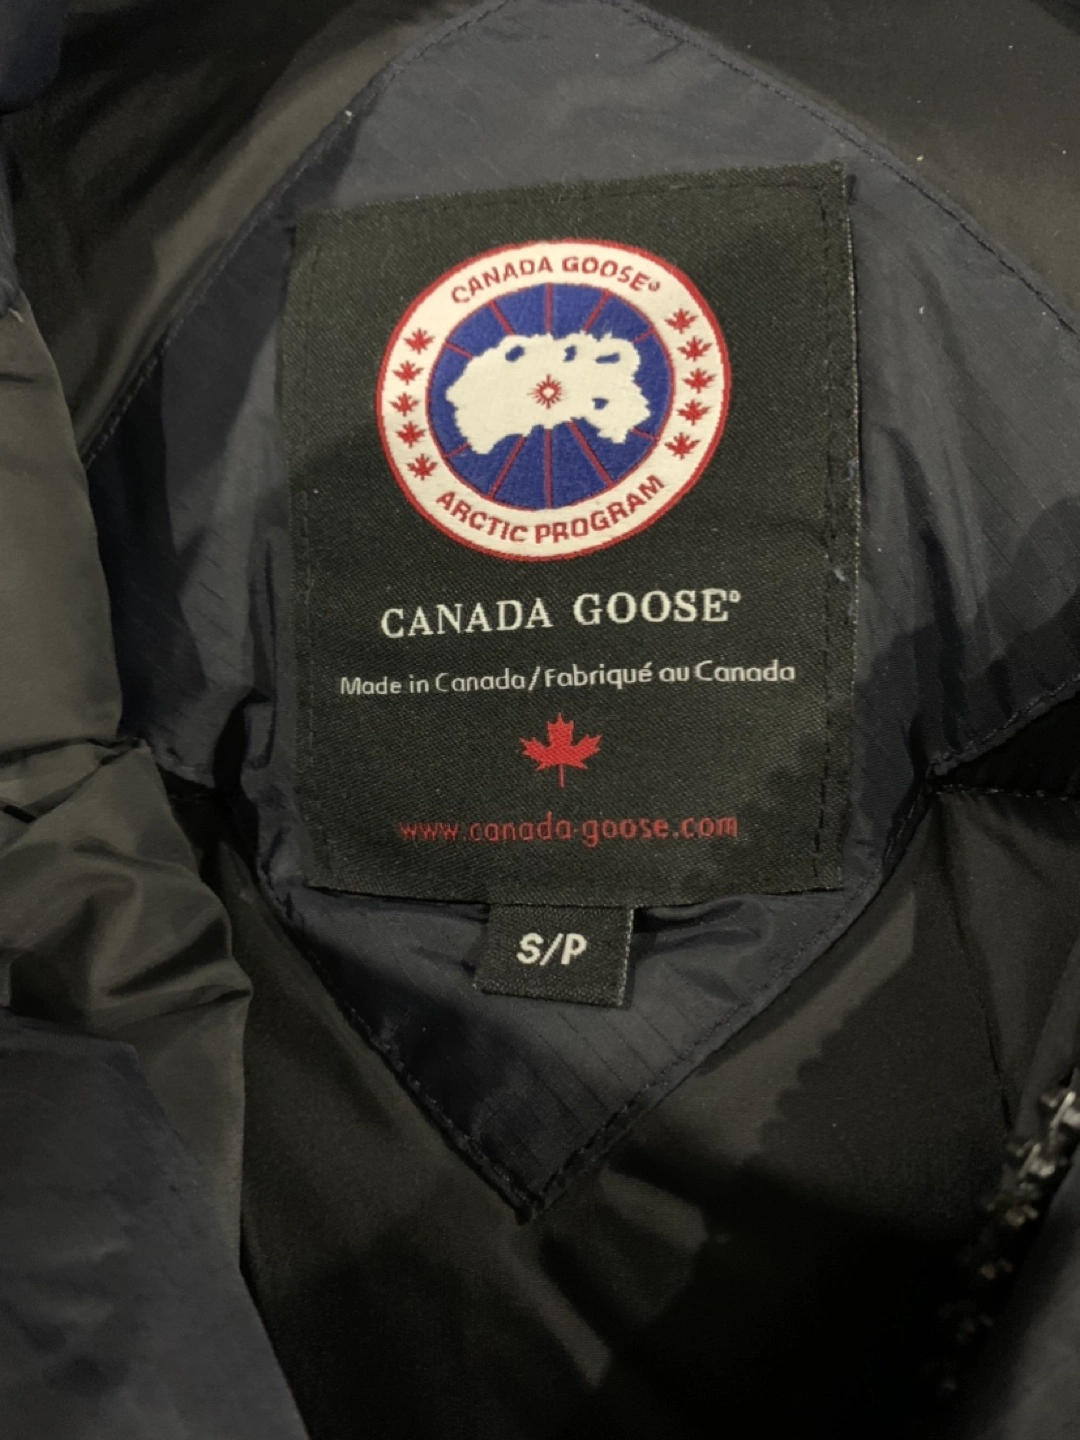 CANADA GOOSE®
ARCTIC PROGRAM
CANADA GOOSE®
Made in Canada/Fabriqué au Canada
www.canada-goose.com
S/P